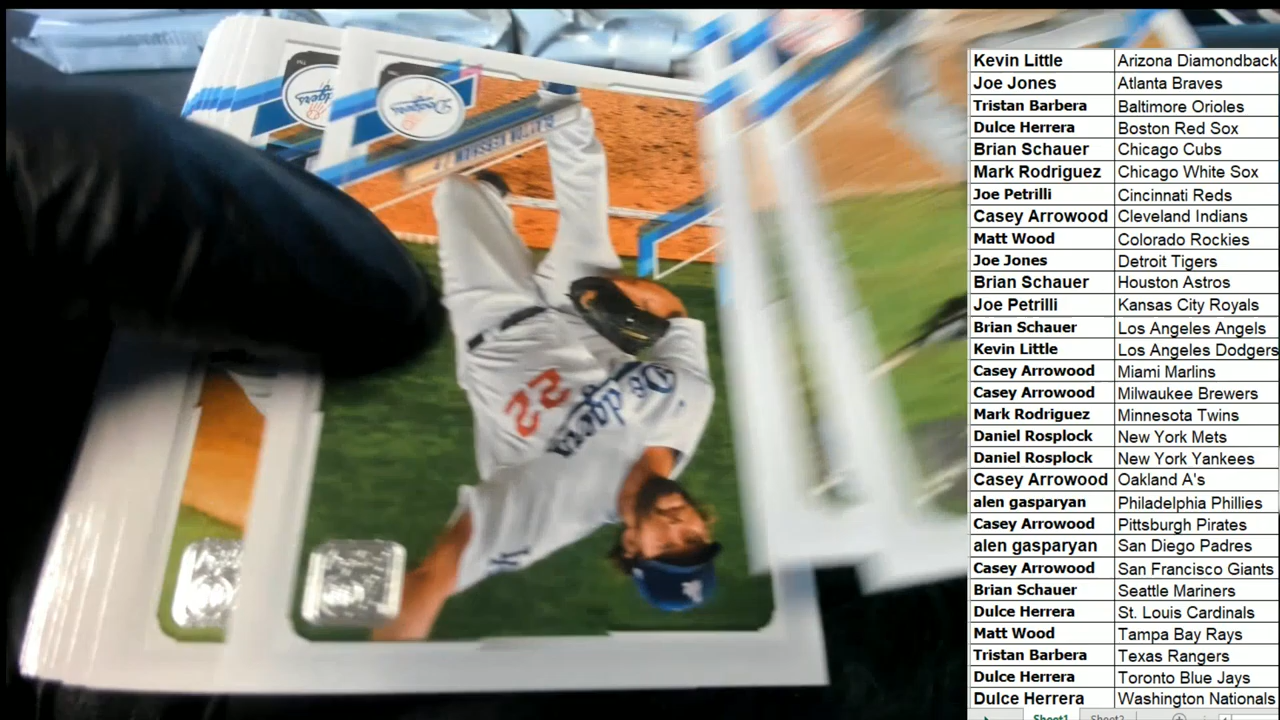 Dodgers
CLAYTON KERSHAW LP
Dodgers
22
Kevin Little Arizona Diamondback
Joe Jones Atlanta Braves
Tristan Barbera Baltimore Orioles
Dulce Herrera Boston Red Sox
Brian Schauer Chicago Cubs
Mark Rodriguez Chicago White Sox
Joe Petrilli Cincinnati Reds
Casey Arrowood Cleveland Indians
Matt Wood Colorado Rockies
Joe Jones Detroit Tigers
Brian Schauer Houston Astros
Joe Petrilli Kansas City Royals
Brian Schauer Los Angeles Angels
Kevin Little Los Angeles Dodgers
Casey Arrowood Miami Marlins
Casey Arrowood Milwaukee Brewers
Mark Rodriguez Minnesota Twins
Daniel Rosplock New York Mets
Daniel Rosplock New York Yankees
Casey Arrowood Oakland A's
alen gasparyan Philadelphia Phillies
Casey Arrowood Pittsburgh Pirates
alen gasparyan San Diego Padres
Casey Arrowood San Francisco Giants
Brian Schauer Seattle Mariners
Dulce Herrera St. Louis Cardinals
Matt Wood Tampa Bay Rays
Tristan Barbera Texas Rangers
Dulce Herrera Toronto Blue Jays
Dulce Herrera Washington Nationals
Sheet1 Sheet2